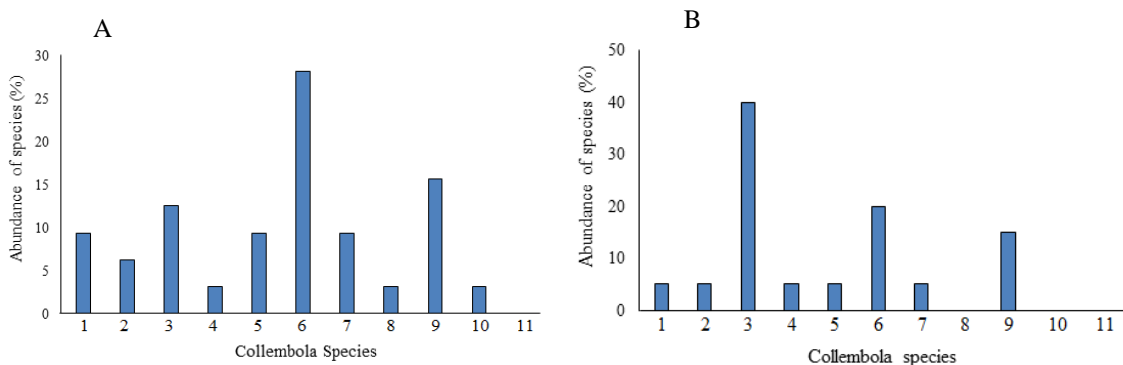 A
Abundance of species (%)
30
25
20
15
10
5
0
1 2 3 4 5 6 7 8 9 10 11
Collembola Species
B
Abundance of species (%)
50
40
30
20
10
0
1 2 3 4 5 6 7 8 9 10 11
Collembola species